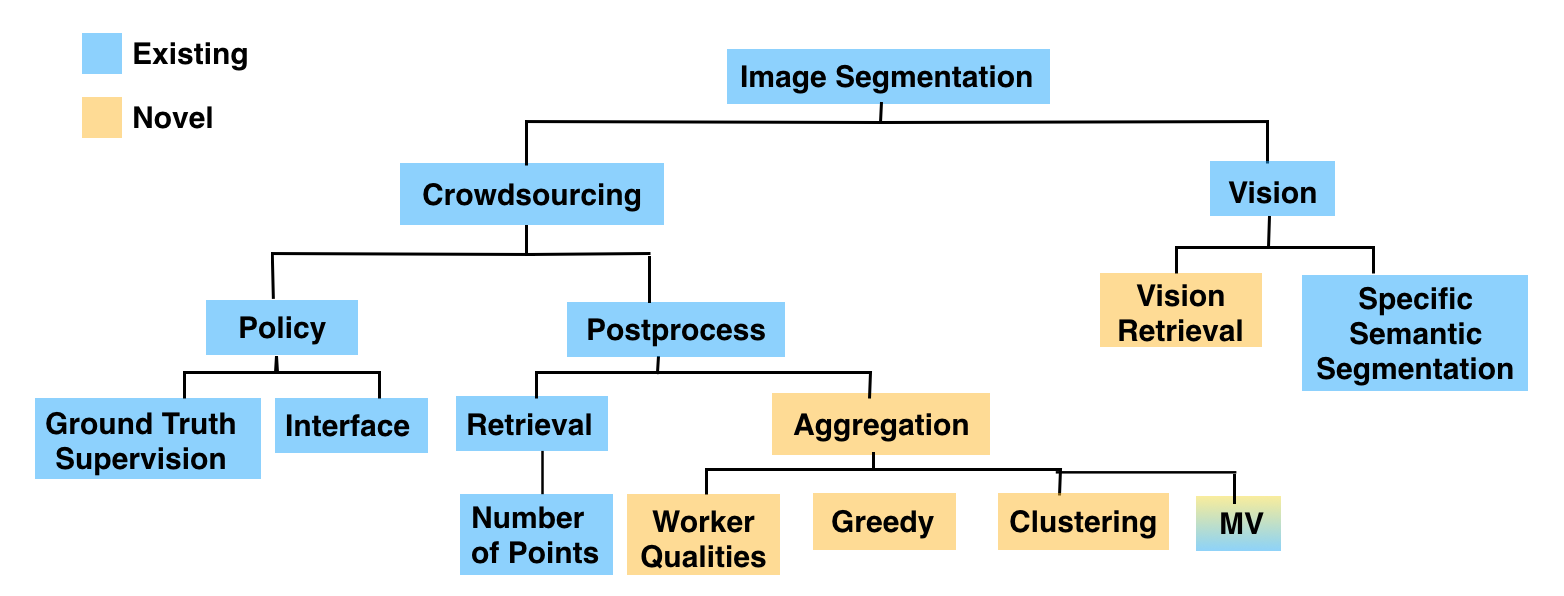 Existing
Novel
Image Segmentation
Crowdsourcing
Vision
Policy
Postprocess
Vision
Retrieval
Specific
Semantic
Segmentation
Ground Truth
Supervision
Interface
Retrieval
Aggregation
Number
of Points
Worker
Qualities
Greedy
Clustering
MV